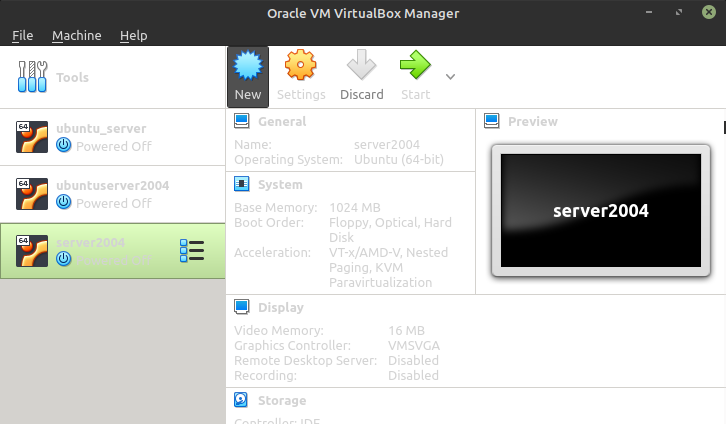 Oracle VM VirtualBox Manager
File Machine Help
Tools
New Settings Discard Start
64 ubuntu_server
Powered Off
64 ubuntuserver2004
Powered Off
64 server2004
General
Name: server2004
Operating System: Ubuntu (64-bit)
System
Base Memory: 1024 MB
Boot Order: Floppy, Optical, Hard
Disk
Acceleration: VT-x/AMD-V, Nested
Paging, KVM
Paravirtualization
Preview
server2004
Display
Video Memory: 16 MB
Graphics Controller: VMSVGA
Remote Desktop Server: Disabled
Recording: Disabled
Storage
Controller: IDE